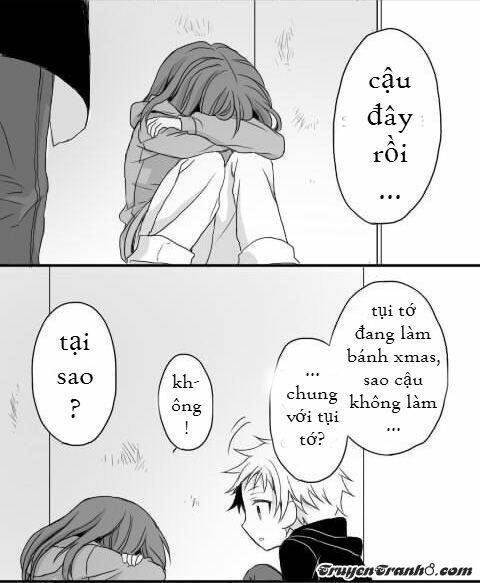 cậu
đây
rồi
...
tụi tớ
đang làm
bánh xmas,
sao cậu
không làm
...
...
chung
với tụi
tớ?
kh-
ông
!
tại
sao
?
TruyenTranh8.com